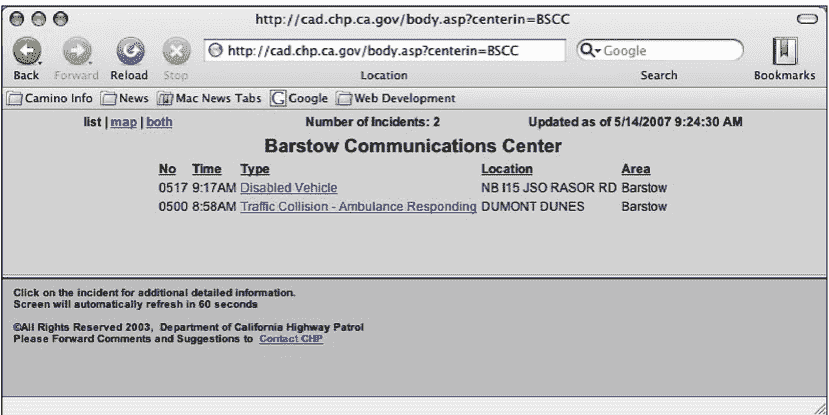 http://cad.chp.ca.gov/body.asp?centerin=BSCC
http://cad.chp.ca.gov/body.asp?centerin=BSCC Google
Back Forward Reload Stop Location Search Bookmarks
Camino Info News Mac News Tabs Google Web Development
list | map | both Number of Incidents: 2 Updated as of 5/14/2007 9:24:30 AM
Barstow Communications Center
No Time Type Location Area
0517 9:17AM Disabled Vehicle NB I15 JSO RASOR RD Barstow
0500 8:58AM Traffic Collision - Ambulance Responding DUMONT DUNES Barstow
Click on the incident for additional detailed information.
Screen will automatically refresh in 60 seconds
©All Rights Reserved 2003, Department of California Highway Patrol
Please Forward Comments and Suggestions to Contact CHP